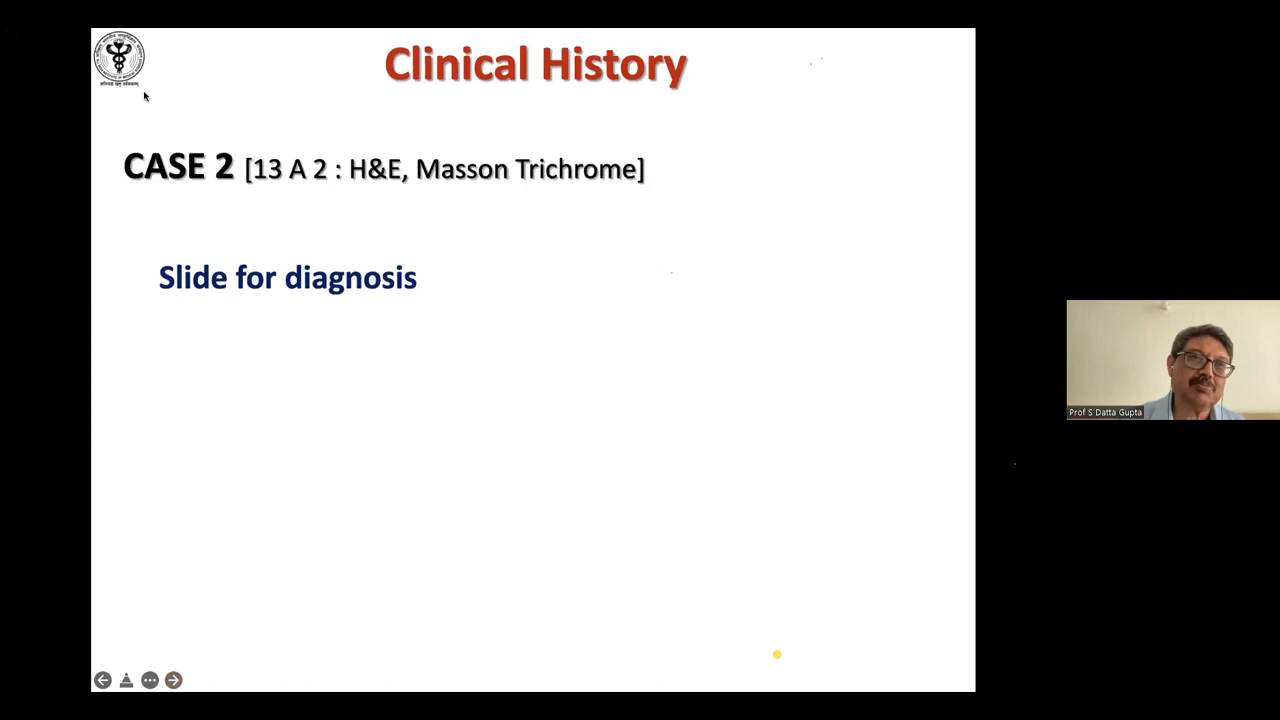 Clinical History
CASE 2 [13 A 2 : H&E, Masson Trichrome]
Slide for diagnosis
Prof S Datta Gupta